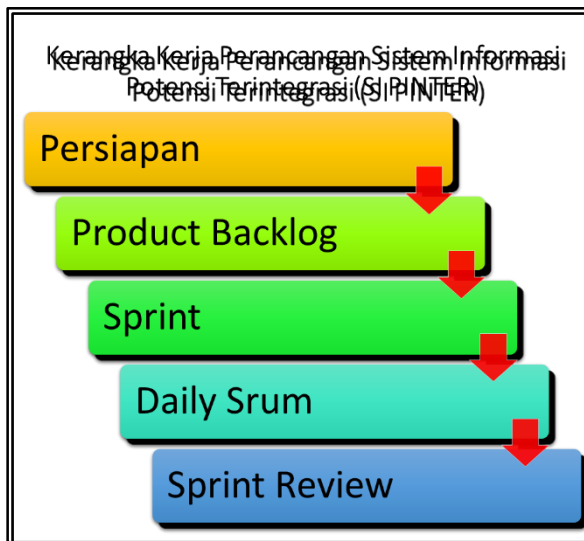 Kerangka Kerja Perancangan Sistem Informasi
Potensi Terintegrasi (SI PINTER)
Persiapan
Product Backlog
Sprint
Daily Srum
Sprint Review